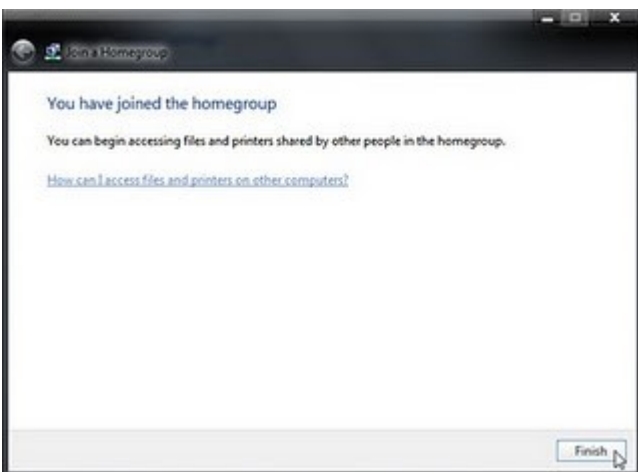 Join a Homegroup
You have joined the homegroup
You can begin accessing files and printers shared by other people in the homegroup.
How can I access files and printers on other computers?
Finish